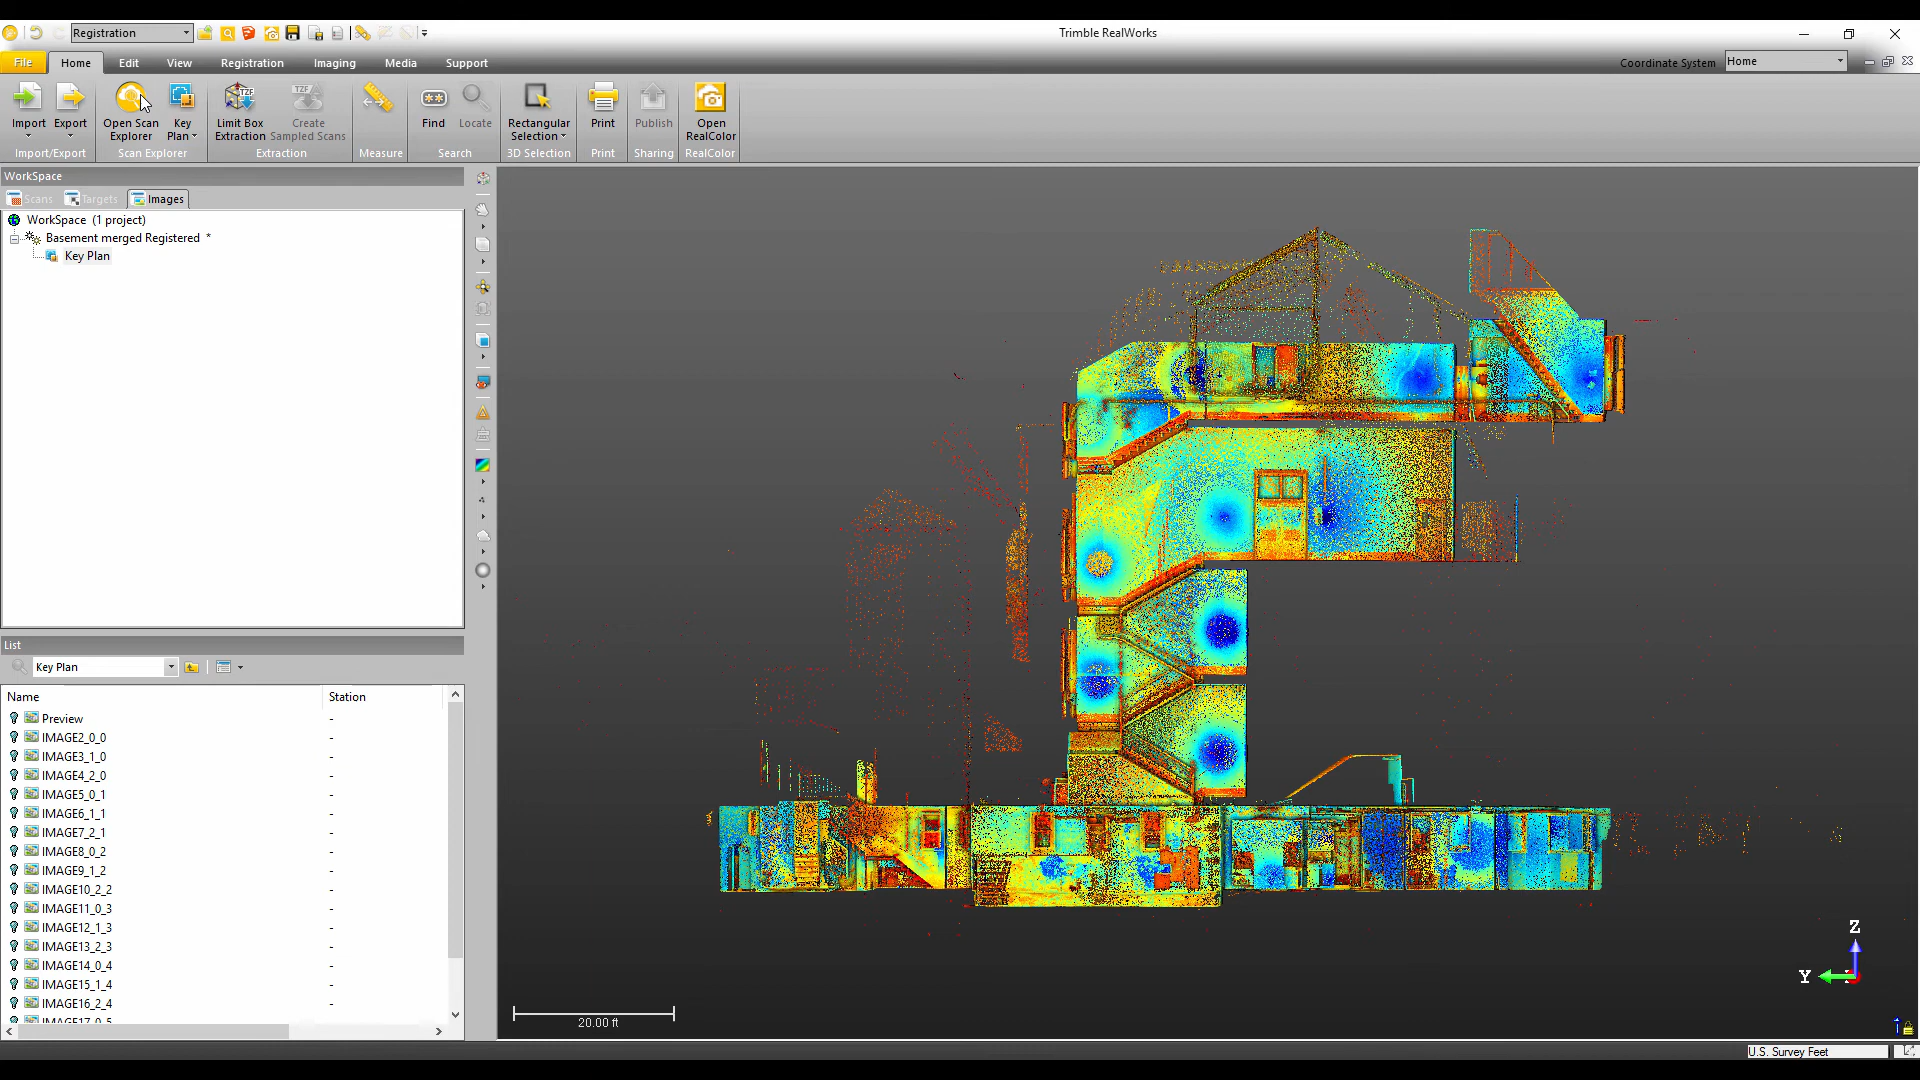 Registration
Trimble RealWorks
File Home Edit View Registration Imaging Media Support
Coordinate System Home
Import Export Open Scan Explorer Key Plan Limit Box Extraction TZF Create Sampled Scans TZF Find Locate Rectangular Selection Print Publish Open RealColor
Import/Export Scan Explorer Extraction Measure Search 3D Selection Print Sharing RealColor
WorkSpace
Scans Targets Images
WorkSpace (1 project)
Basement merged Registered *
Key Plan
List
Key Plan
Name Station
Preview -
IMAGE2_0_0 -
IMAGE3_1_0 -
IMAGE4_2_0 -
IMAGE5_0_1 -
IMAGE6_1_1 -
IMAGE7_2_1 -
IMAGE8_0_2 -
IMAGE9_1_2 -
IMAGE10_2_2 -
IMAGE11_0_3 -
IMAGE12_1_3 -
IMAGE13_2_3 -
IMAGE14_0_4 -
IMAGE15_1_4 -
IMAGE16_2_4 -
IMAGE17_0_5
20.00 ft
Z
Y
U.S. Survey Feet